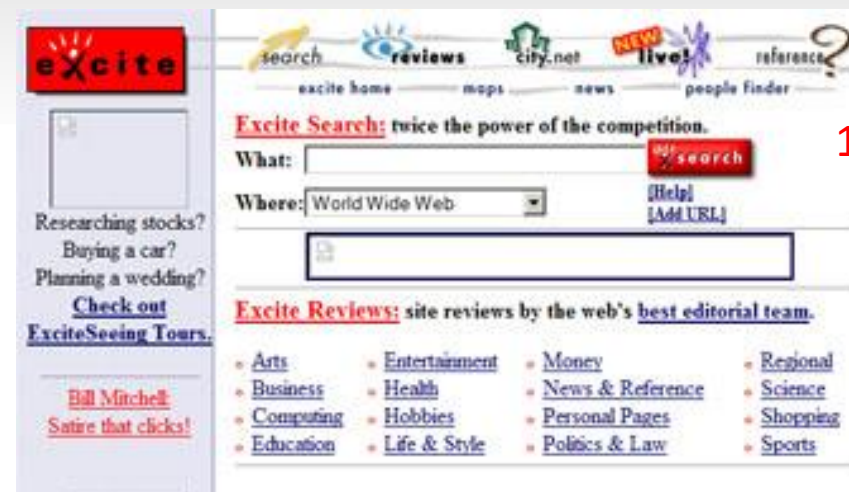 excite
search reviews city.net NEW live! reference
excite home maps news people finder
Excite Search: twice the power of the competition.
What: search
1
Where: World Wide Web
[Help]
[Add URL]
Researching stocks?
Buying a car?
Planning a wedding?
Check out
ExciteSeeing Tours.
Bill Mitchell:
Satire that clicks!
Excite Reviews: site reviews by the web's best editorial team.
Arts Entertainment Money Regional
Business Health News & Reference Science
Computing Hobbies Personal Pages Shopping
Education Life & Style Politics & Law Sports